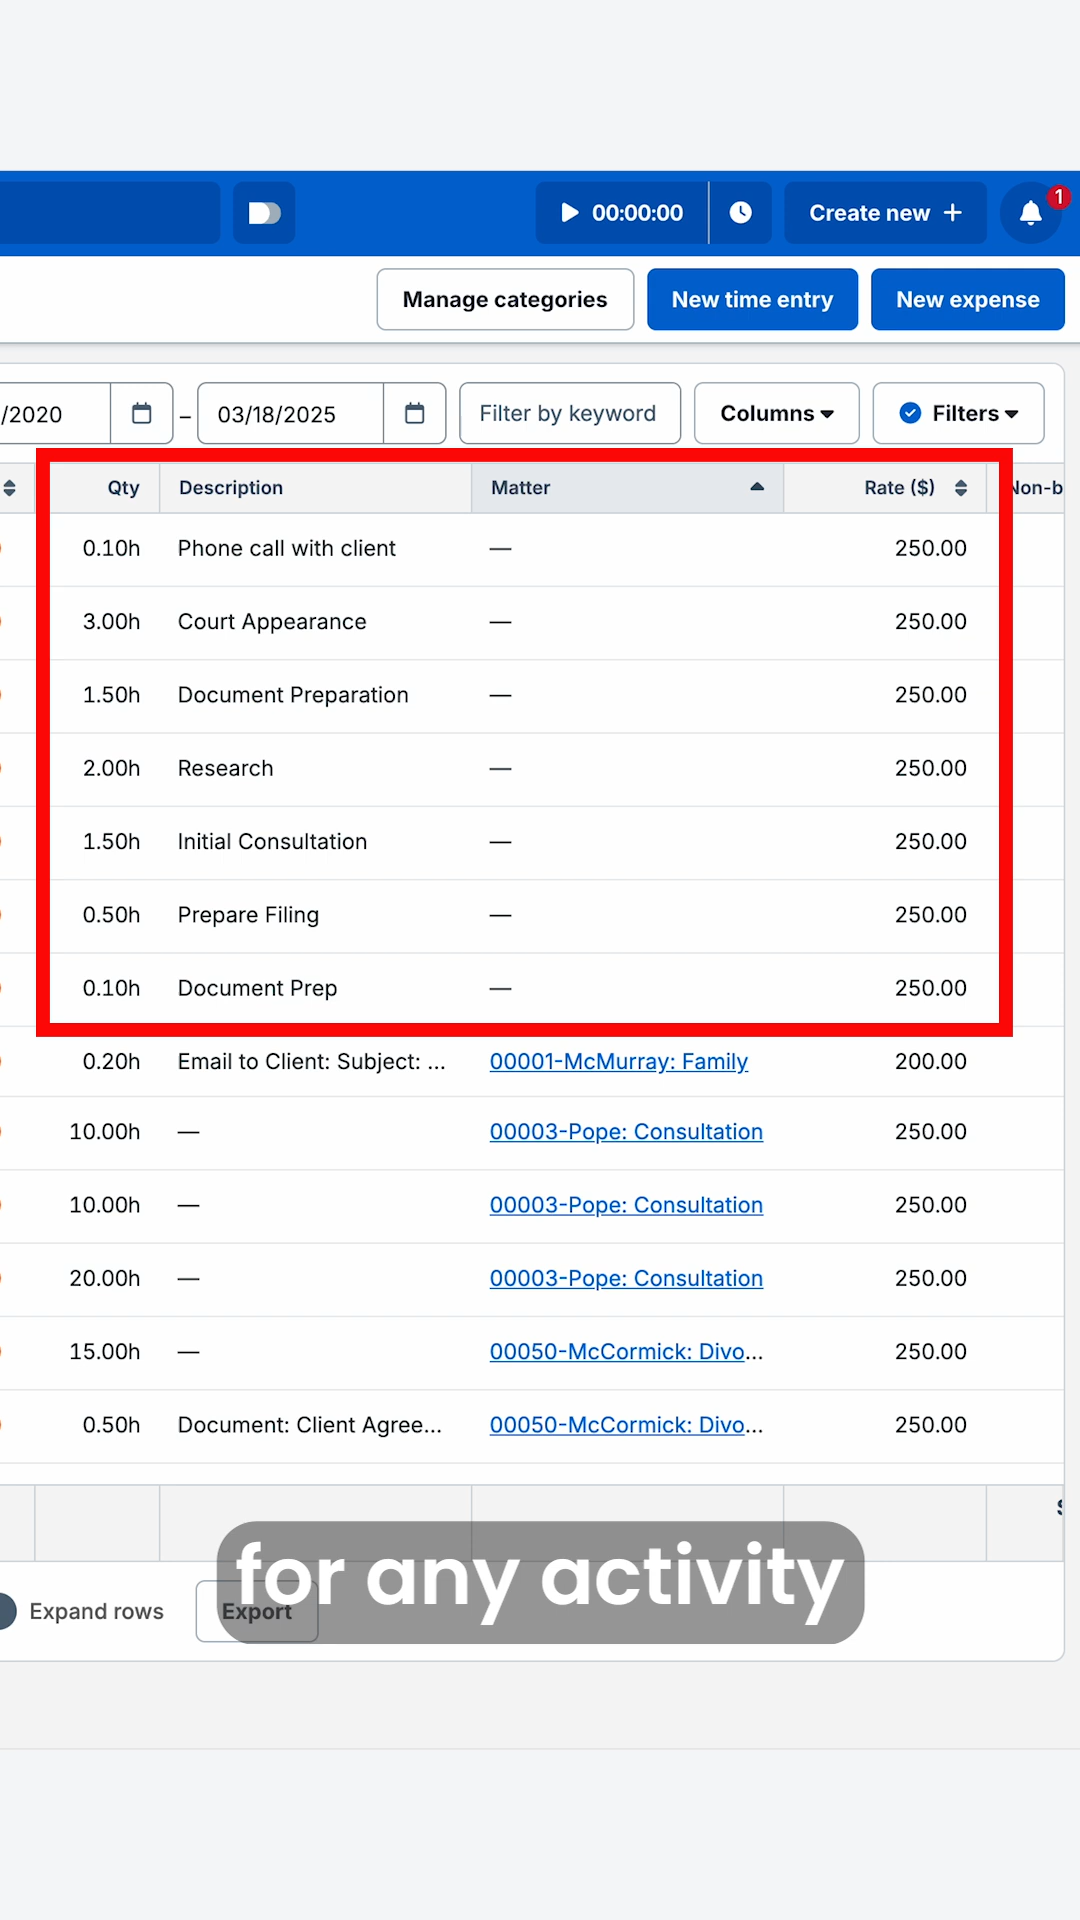 00:00:00 Create new + 1
Manage categories New time entry New expense
/2020 – 03/18/2025 Filter by keyword Columns Filters
Qty Description Matter Rate ($) Non-b
0.10h Phone call with client — 250.00
3.00h Court Appearance — 250.00
1.50h Document Preparation — 250.00
2.00h Research — 250.00
1.50h Initial Consultation — 250.00
0.50h Prepare Filing — 250.00
0.10h Document Prep — 250.00
0.20h Email to Client: Subject: ... 00001-McMurray: Family 200.00
10.00h — 00003-Pope: Consultation 250.00
10.00h — 00003-Pope: Consultation 250.00
20.00h — 00003-Pope: Consultation 250.00
15.00h — 00050-McCormick: Divo... 250.00
0.50h Document: Client Agree... 00050-McCormick: Divo... 250.00
for any activity
Expand rows Export